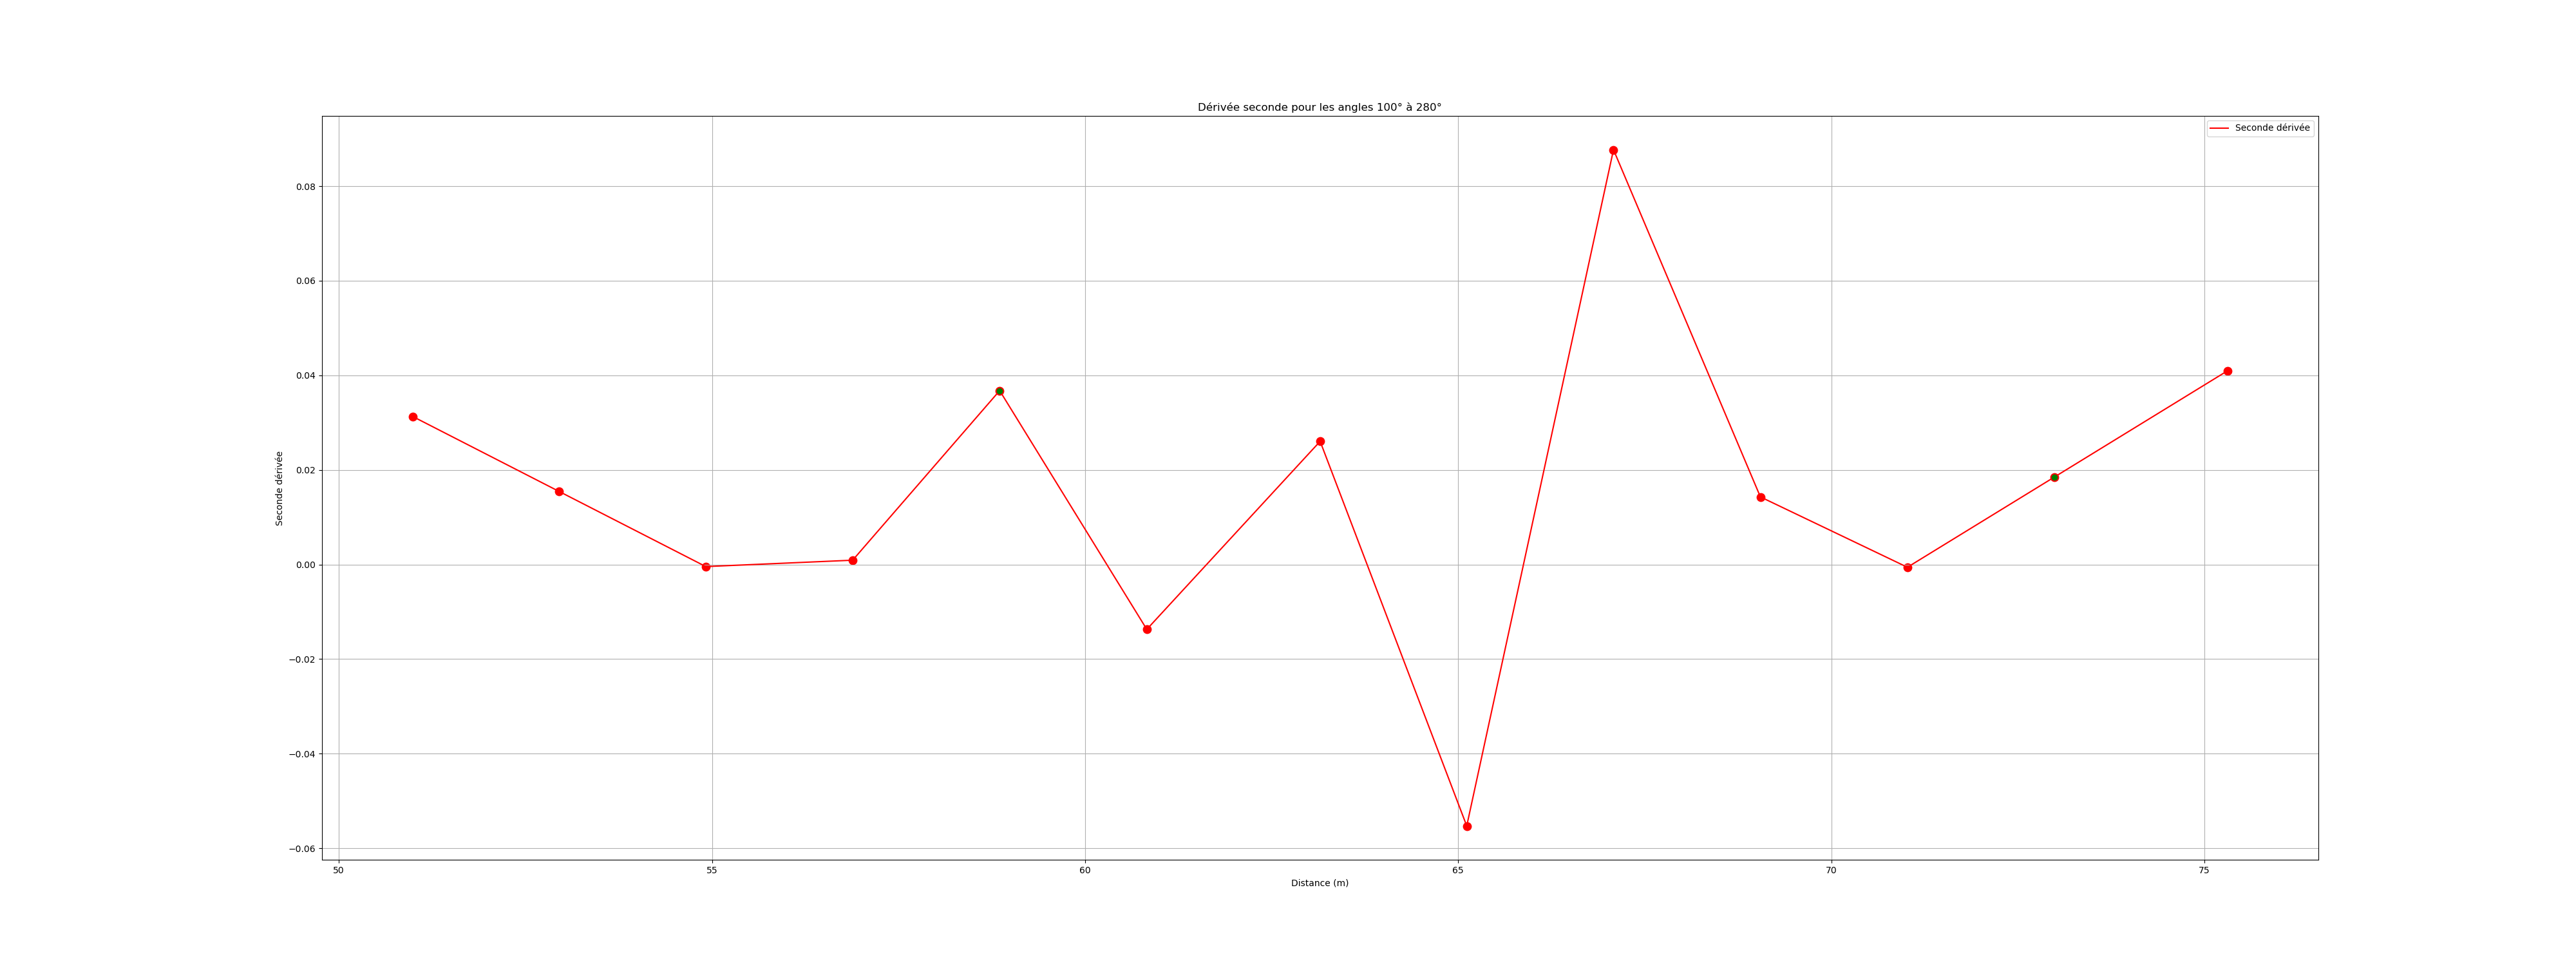 Dérivée seconde pour les angles 100° à 280°
Seconde dérivée
0.08
0.06
0.04
0.02
0.00
−0.02
−0.04
−0.06
Seconde dérivée
50 55 60 65 70 75
Distance (m)